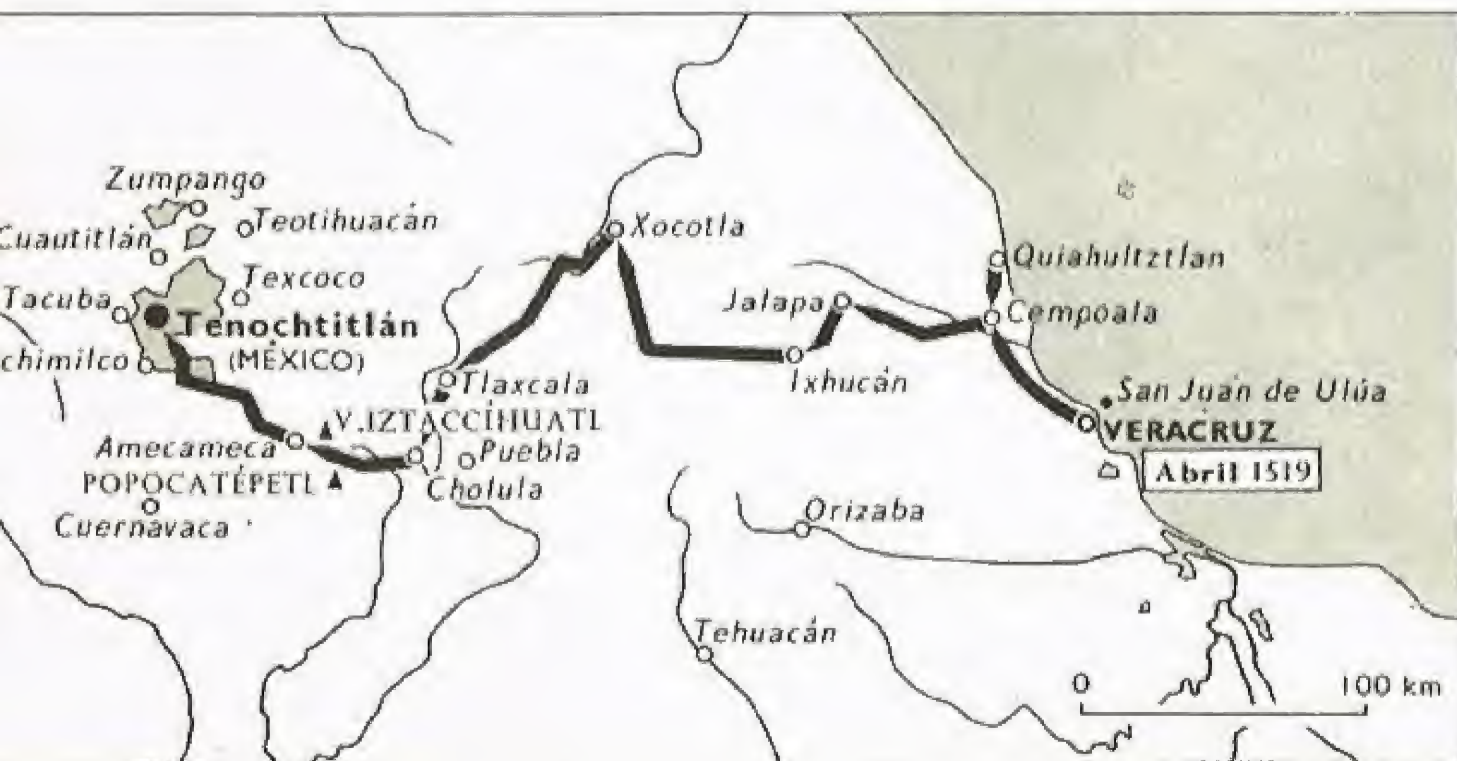 Zumpango
Teotihuacán
Cuautitlán
Texcoco
Tacuba
Tenochtitlán
(MÉXICO)
chimilco
Xocotla
Quiahultztlan
Jalapa
Cempoala
Ixhucán
Tlaxcala
San Juan de Ulúa
VERACRUZ
Abril 1519
V.IZTACCÍHUATL
Amecameca
Puebla
POPOCATÉPETL
Cholula
Cuernavaca
Orizaba
Tehuacán
0 100 km